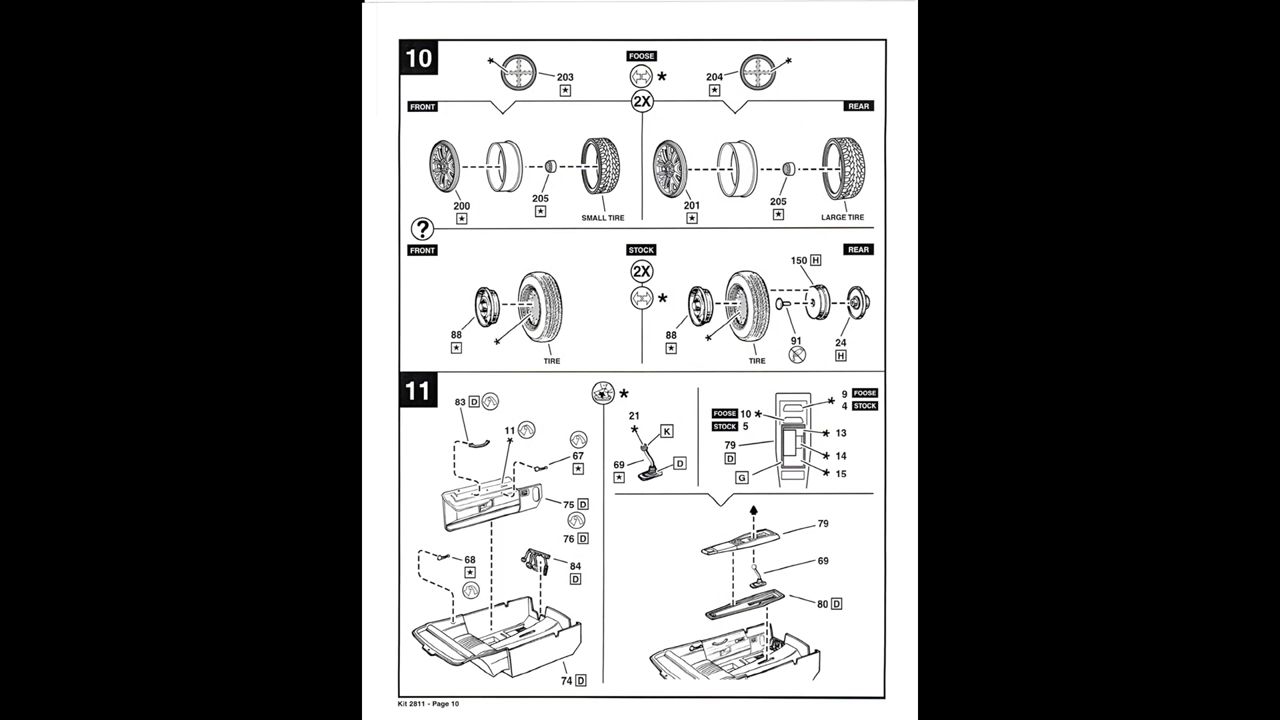 10
FOOSE
*
203
★
*
204
★
*
FRONT
2X
REAR
200
★
205
★
SMALL TIRE
201
★
205
★
LARGE TIRE
?
FRONT
STOCK
REAR
2X
*
150 H
88
★
*
TIRE
88
★
*
TIRE
91
24
H
11
83 D
11
*
67
★
75 D
76 D
68
★
84
D
74 D
*
21
*
K
69
★
D
9 FOOSE
*
4 STOCK
FOOSE 10 *
STOCK 5
* 13
79
D
* 14
G
* 15
79
69
80 D
Kit 2811 - Page 10